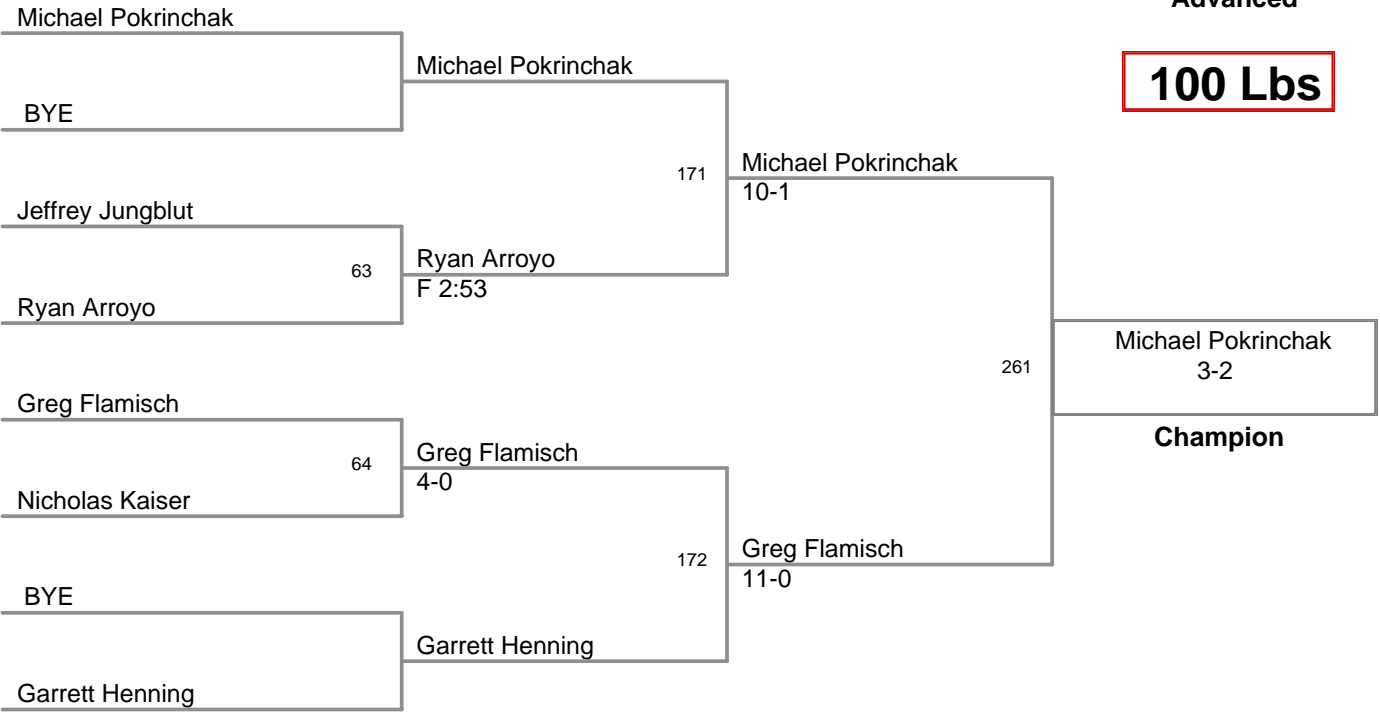 Advanced
100 Lbs
Michael Pokrinchak
BYE
Jeffrey Jungblut
63
Ryan Arroyo
Greg Flamisch
64
Nicholas Kaiser
BYE
Garrett Henning
Michael Pokrinchak
171
Ryan Arroyo
F 2:53
Greg Flamisch
4-0
172
Garrett Henning
Michael Pokrinchak
10-1
261
Greg Flamisch
11-0
Michael Pokrinchak
3-2
Champion